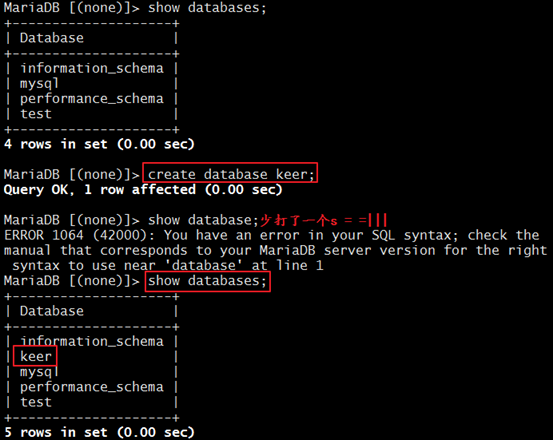 MariaDB [(none)]> show databases;
+--------------------+
| Database           |
+--------------------+
| information_schema |
| mysql              |
| performance_schema |
| test               |
+--------------------+
4 rows in set (0.00 sec)
MariaDB [(none)]> create database keer;
Query OK, 1 row affected (0.00 sec)
MariaDB [(none)]> show database;少打了一个s = =|||
ERROR 1064 (42000): You have an error in your SQL syntax; check the
manual that corresponds to your MariaDB server version for the right
 syntax to use near 'database' at line 1
MariaDB [(none)]> show databases;
+--------------------+
| Database           |
+--------------------+
| information_schema |
| keer               |
| mysql              |
| performance_schema |
| test               |
+--------------------+
5 rows in set (0.00 sec)